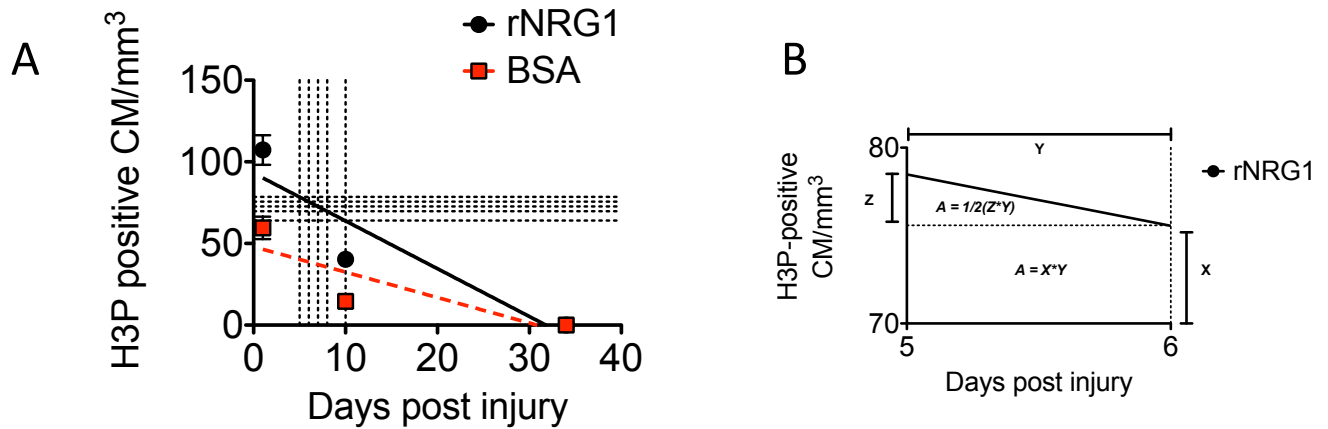 A
rNRG1
BSA
H3P positive CM/mm³
150
100
50
0
0 10 20 30 40
Days post injury
B
H3P-positive
CM/mm³
80
70
Y
Z
A = 1/2(Z*Y)
A = X*Y
X
rNRG1
5 6
Days post injury